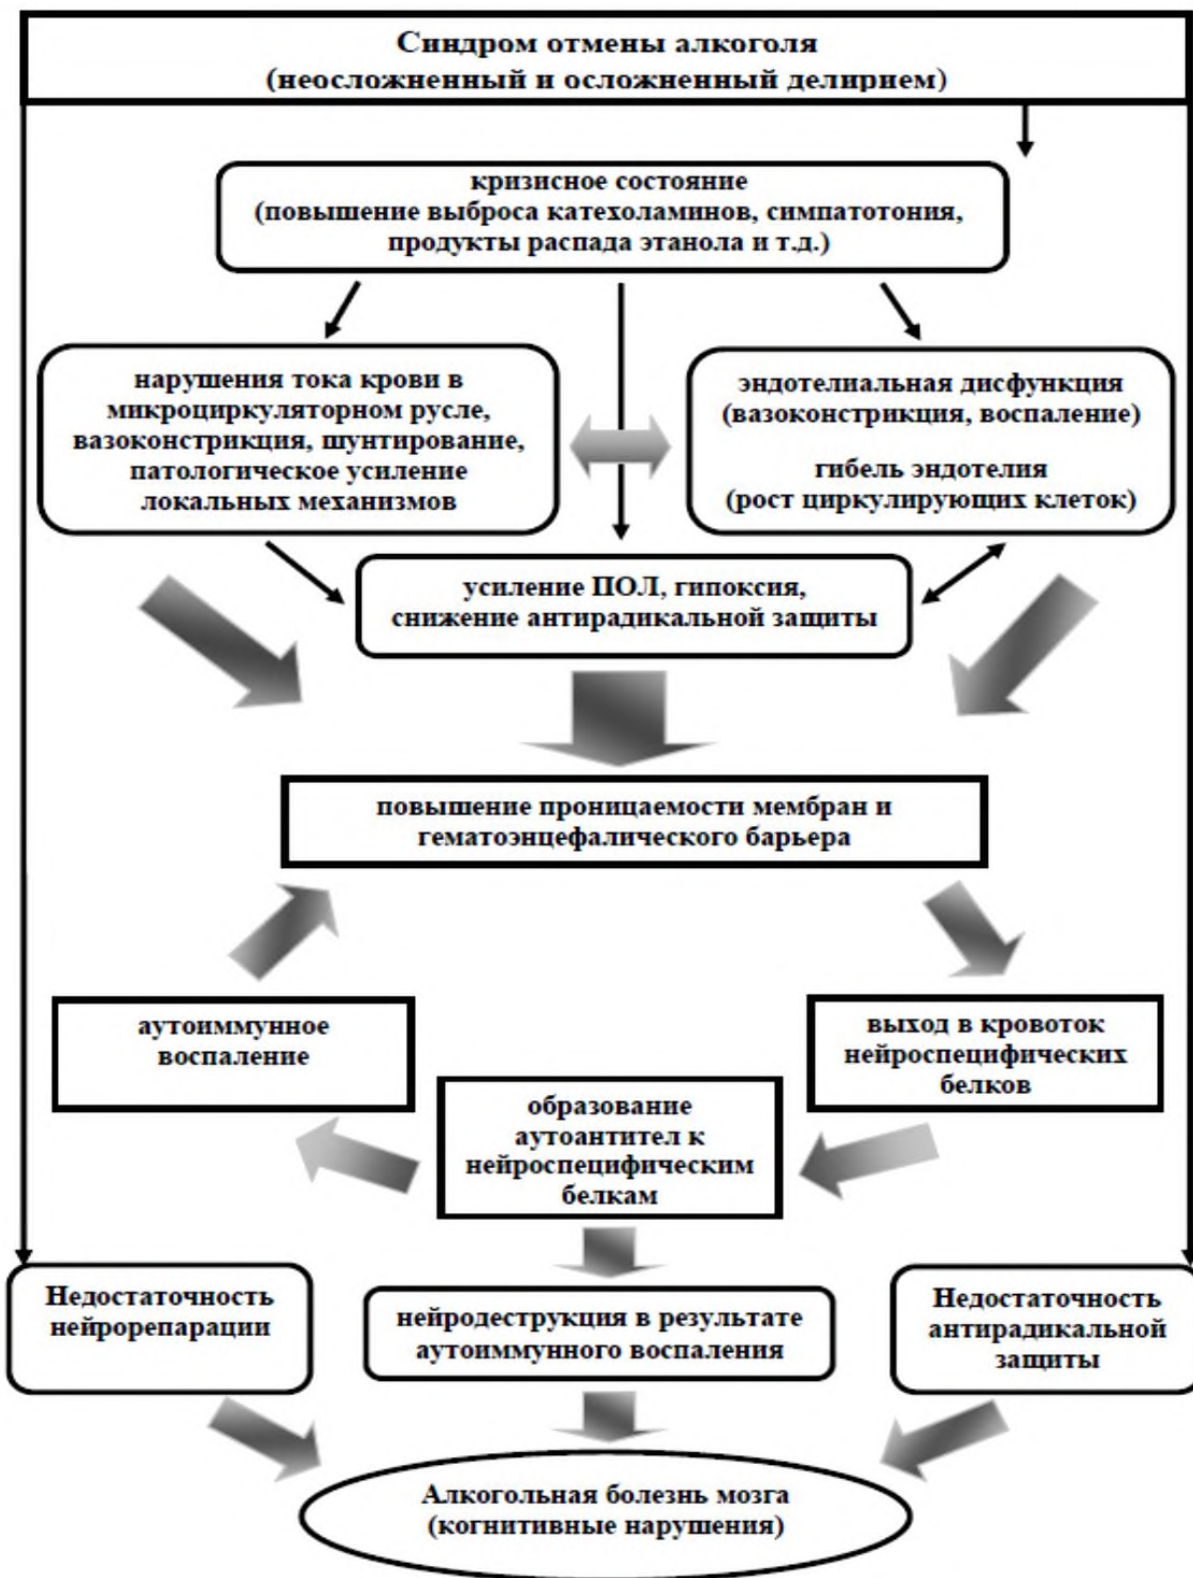 Синдром отмены алкоголя
(неосложненный и осложненный делирием)
кризисное состояние
(повышение выброса катехоламинов, симпатотония,
продукты распада этанола и т.д.)
нарушения тока крови в
микроциркуляторном русле,
вазоконстрикция, шунтирование,
патологическое усиление
локальных механизмов
эндотелиальная дисфункция
(вазоконстрикция, воспаление)
гибель эндотелия
(рост циркулирующих клеток)
усиление ПОЛ, гипоксия,
снижение антирадикальной защиты
повышение проницаемости мембран и
гематоэнцефалического барьера
аутоиммунное
воспаление
выход в кровоток
нейроспецифических
белков
образование
аутоантител к
нейроспецифическим
белкам
Недостаточность
нейрорепарации
нейродеструкция в результате
аутоиммунного воспаления
Недостаточность
антирадикальной
защиты
Алкогольная болезнь мозга
(когнитивные нарушения)